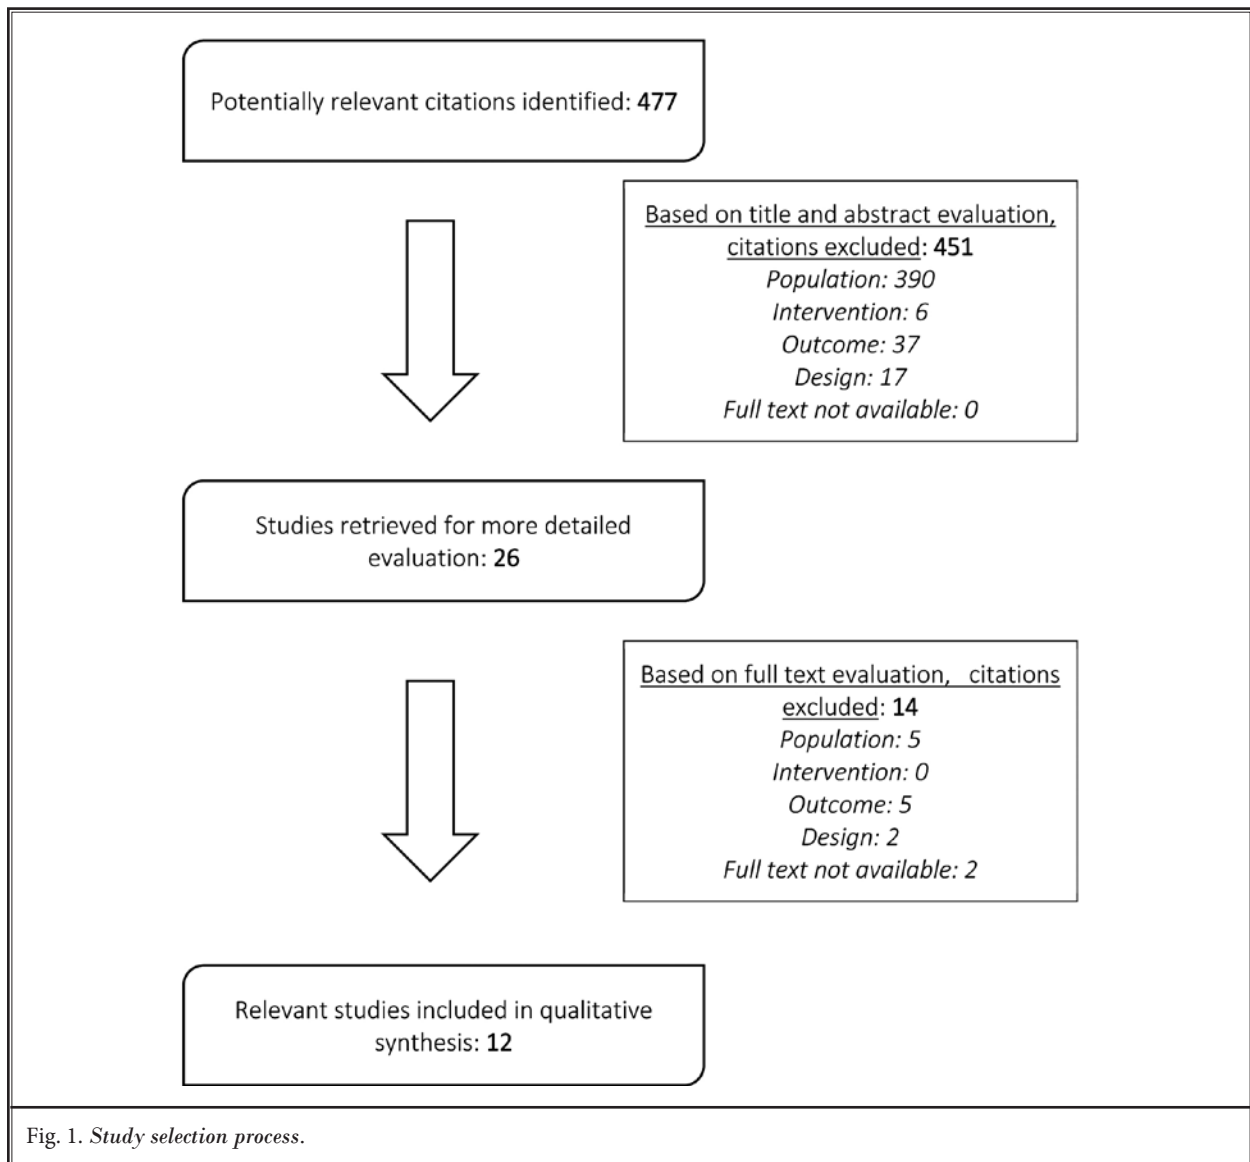 Potentially relevant citations identified: 477
Based on title and abstract evaluation,
citations excluded: 451
Population: 390
Intervention: 6
Outcome: 37
Design: 17
Full text not available: 0
Studies retrieved for more detailed
evaluation: 26
Based on full text evaluation, citations
excluded: 14
Population: 5
Intervention: 0
Outcome: 5
Design: 2
Full text not available: 2
Relevant studies included in qualitative
synthesis: 12
Fig. 1. Study selection process.